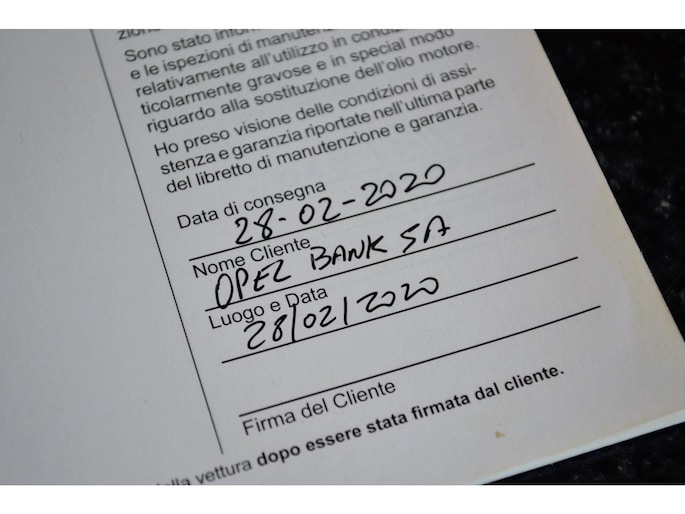 Sono stato infor
e le ispezioni di manuten
relativamente all'utilizzo in condiz
ticolarmente gravose e in special modo
riguardo alla sostituzione dell'olio motore.
Ho preso visione delle condizioni di assi-
stenza e garanzia riportate nell'ultima parte
del libretto di manutenzione e garanzia.
Data di consegna
28-02-2020
Nome Cliente
OPEL BANK SA
Luogo e Data
28/02/2020
Firma del Cliente
vettura dopo essere stata firmata dal cliente.